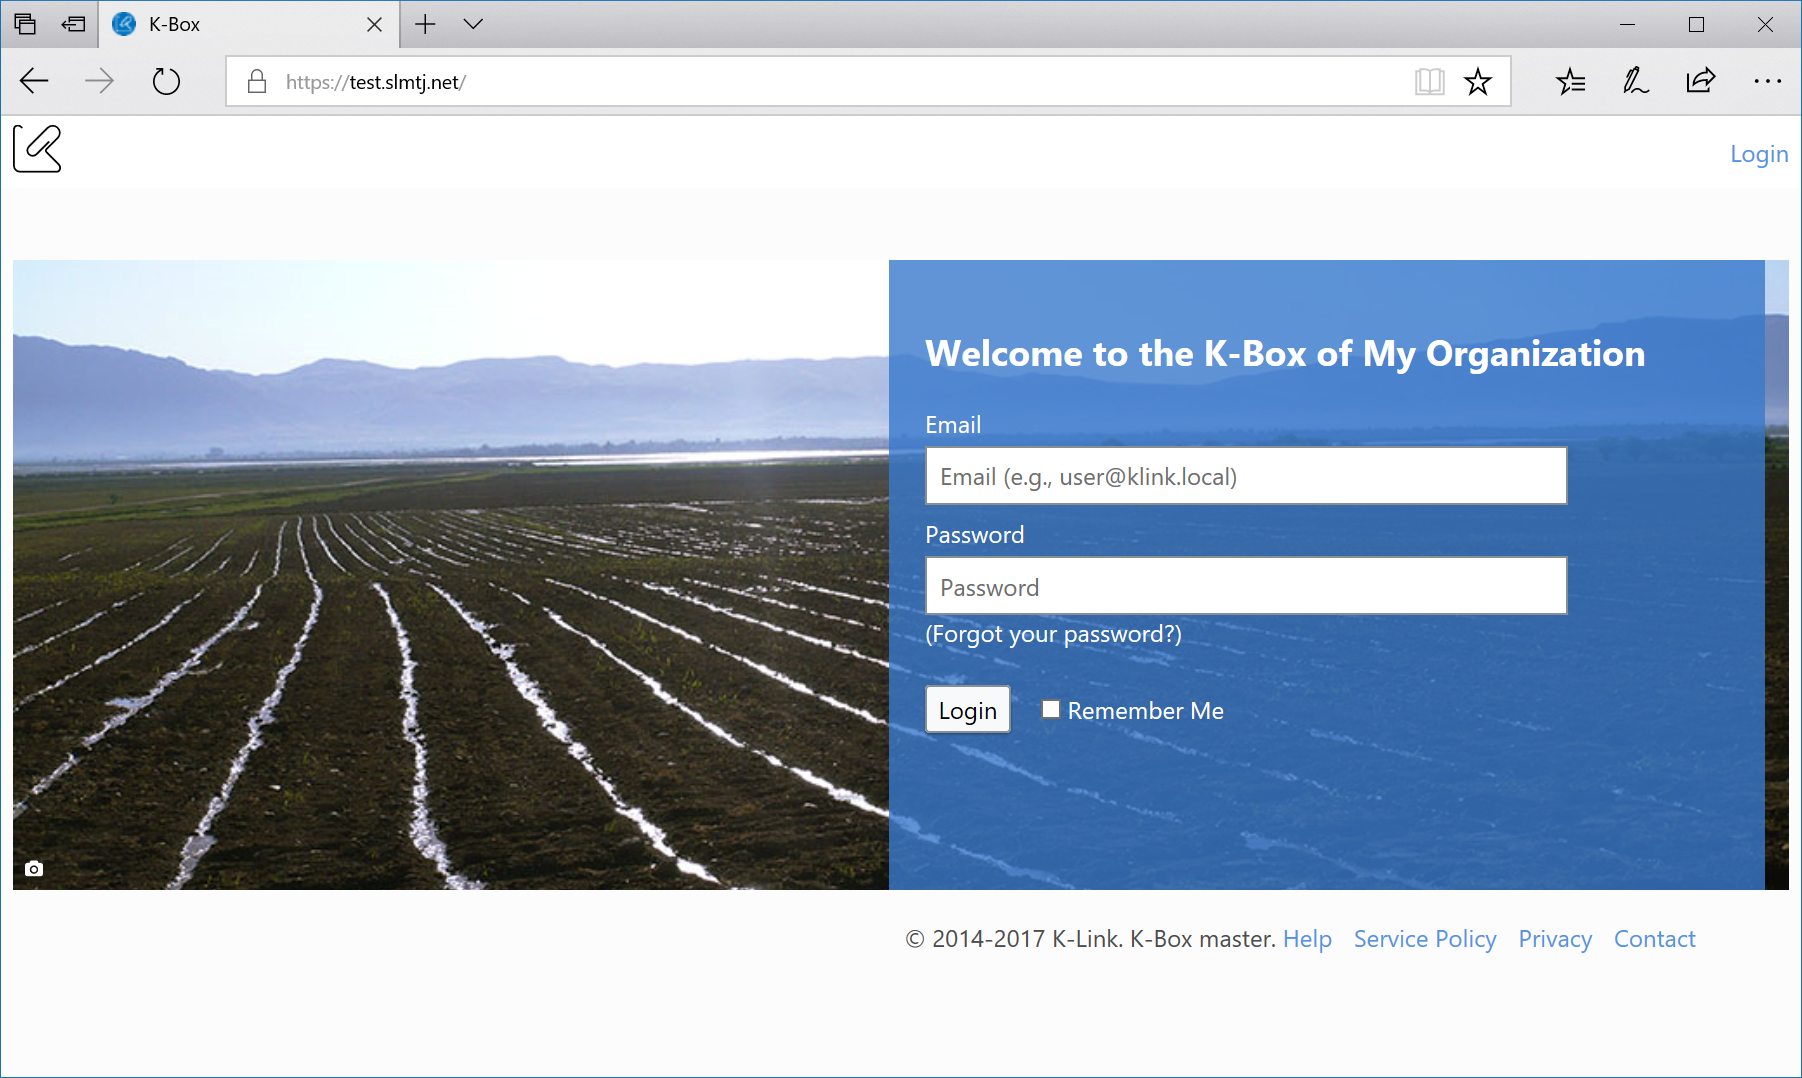 K-Box
https://test.slmtj.net/
Login
Welcome to the K-Box of My Organization
Email
Email (e.g., user@klink.local)
Password
Password
(Forgot your password?)
Login
Remember Me
© 2014-2017 K-Link. K-Box master. Help Service Policy Privacy Contact